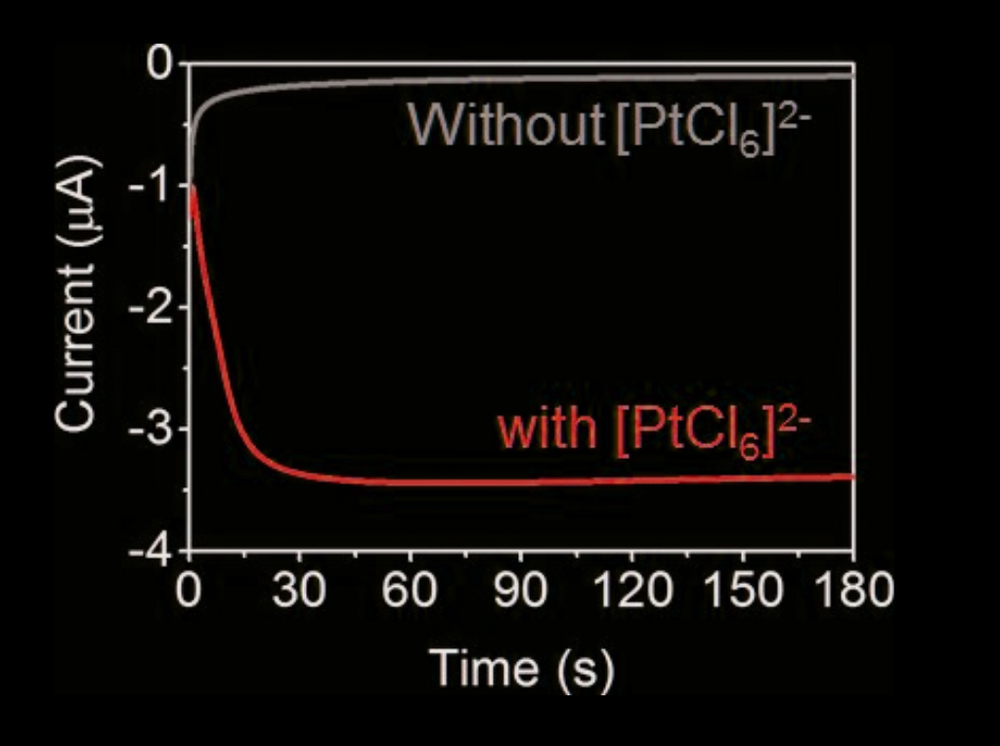 0
Without [PtCl₆]²⁻
-1
-2
-3
-4
Current (μA)
with [PtCl₆]²⁻
0 30 60 90 120 150 180
Time (s)